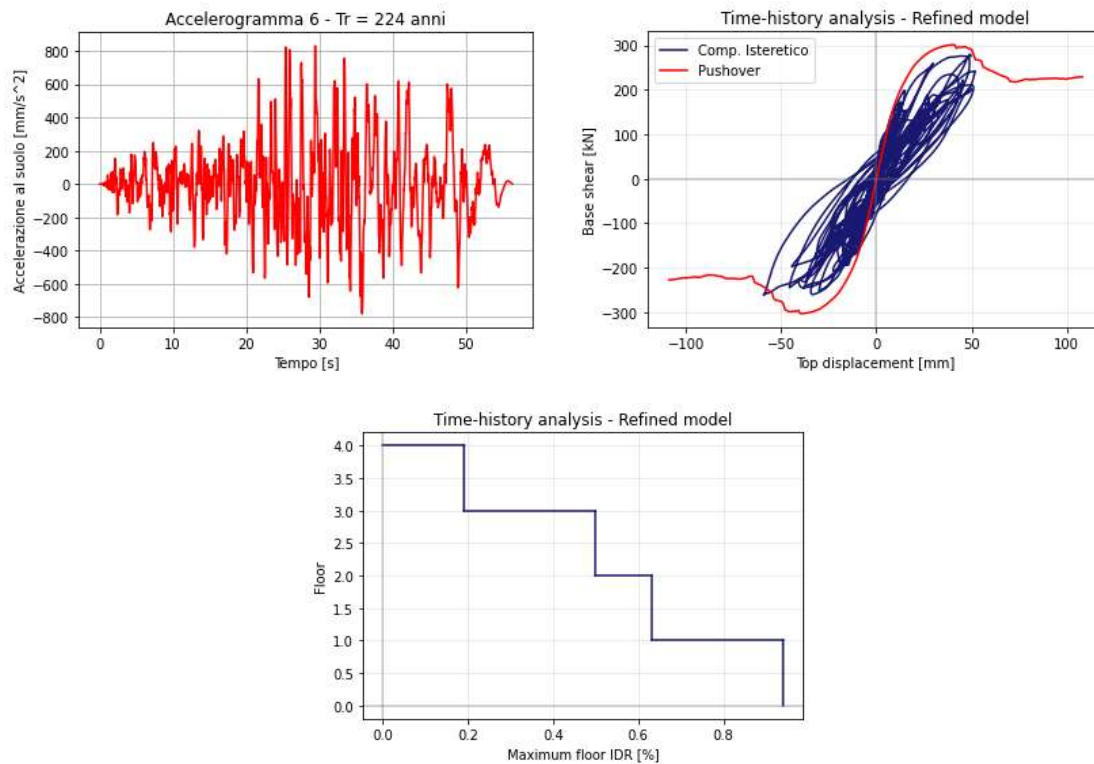 Accelerogramma 6 - Tr = 224 anni
Accelerazione al suolo [mm/s^2]
800
600
400
200
0
−200
−400
−600
−800
0 10 20 30 40 50
Tempo [s]
Time-history analysis - Refined model
Comp. Isteretico
Pushover
Base shear [kN]
300
200
100
0
−100
−200
−300
−100 −50 0 50 100
Top displacement [mm]
Time-history analysis - Refined model
Floor
4.0
3.5
3.0
2.5
2.0
1.5
1.0
0.5
0.0
0.0 0.2 0.4 0.6 0.8
Maximum floor IDR [%]